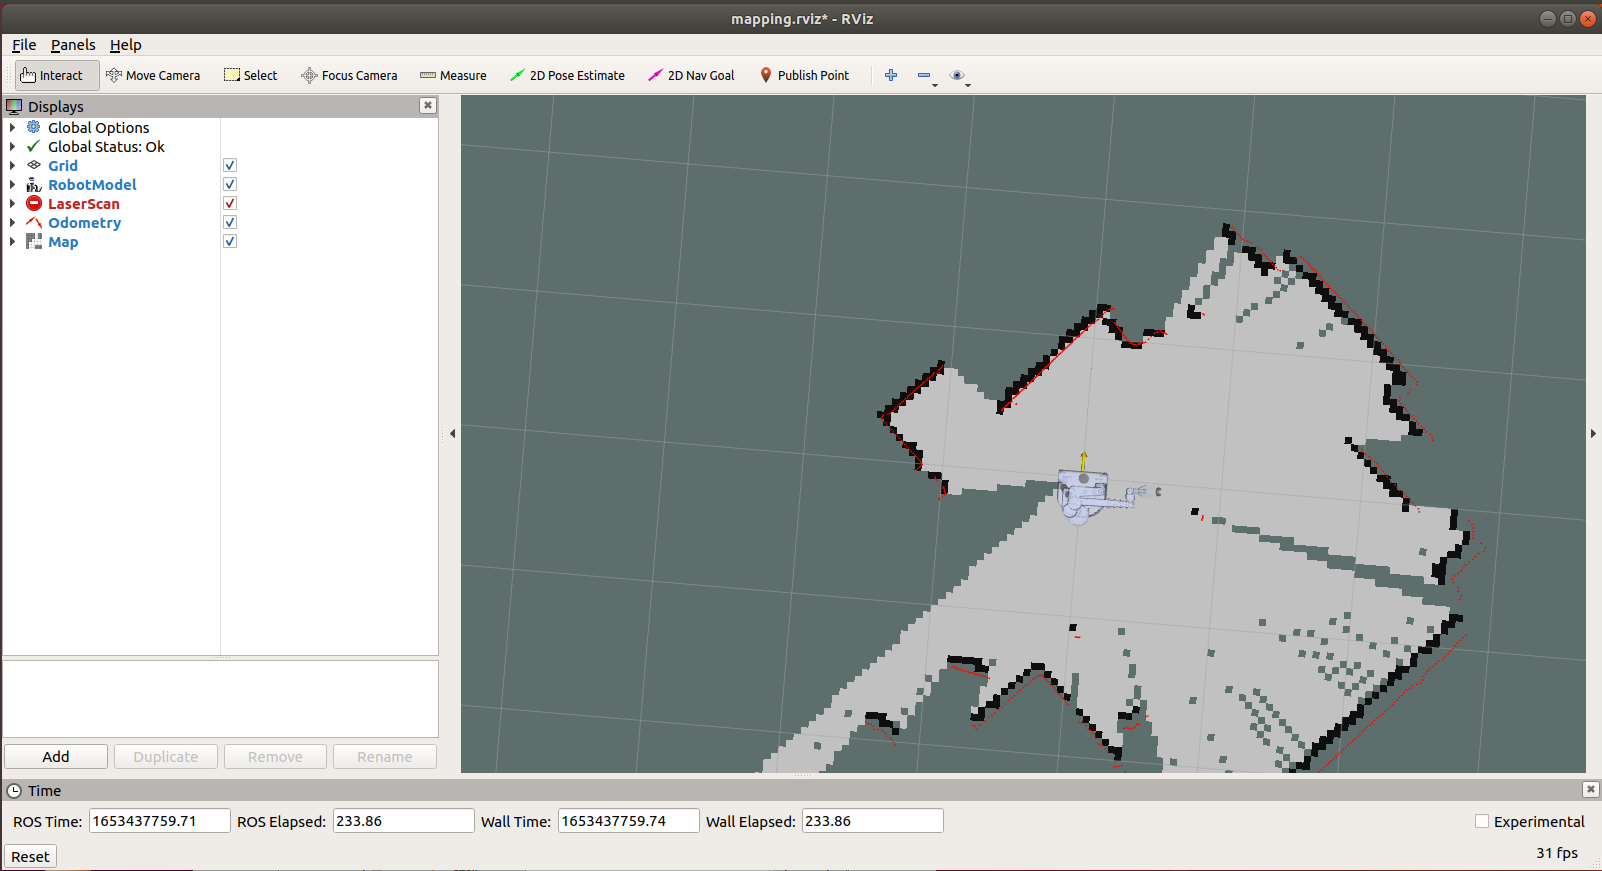 mapping.rviz* - RViz
File Panels Help
Interact Move Camera Select Focus Camera Measure 2D Pose Estimate 2D Nav Goal Publish Point
Displays
Global Options
Global Status: Ok
Grid
RobotModel
LaserScan
Odometry
Map
Add Duplicate Remove Rename
Time
ROS Time: 1653437759.71 ROS Elapsed: 233.86 Wall Time: 1653437759.74 Wall Elapsed: 233.86 Experimental
Reset 31 fps